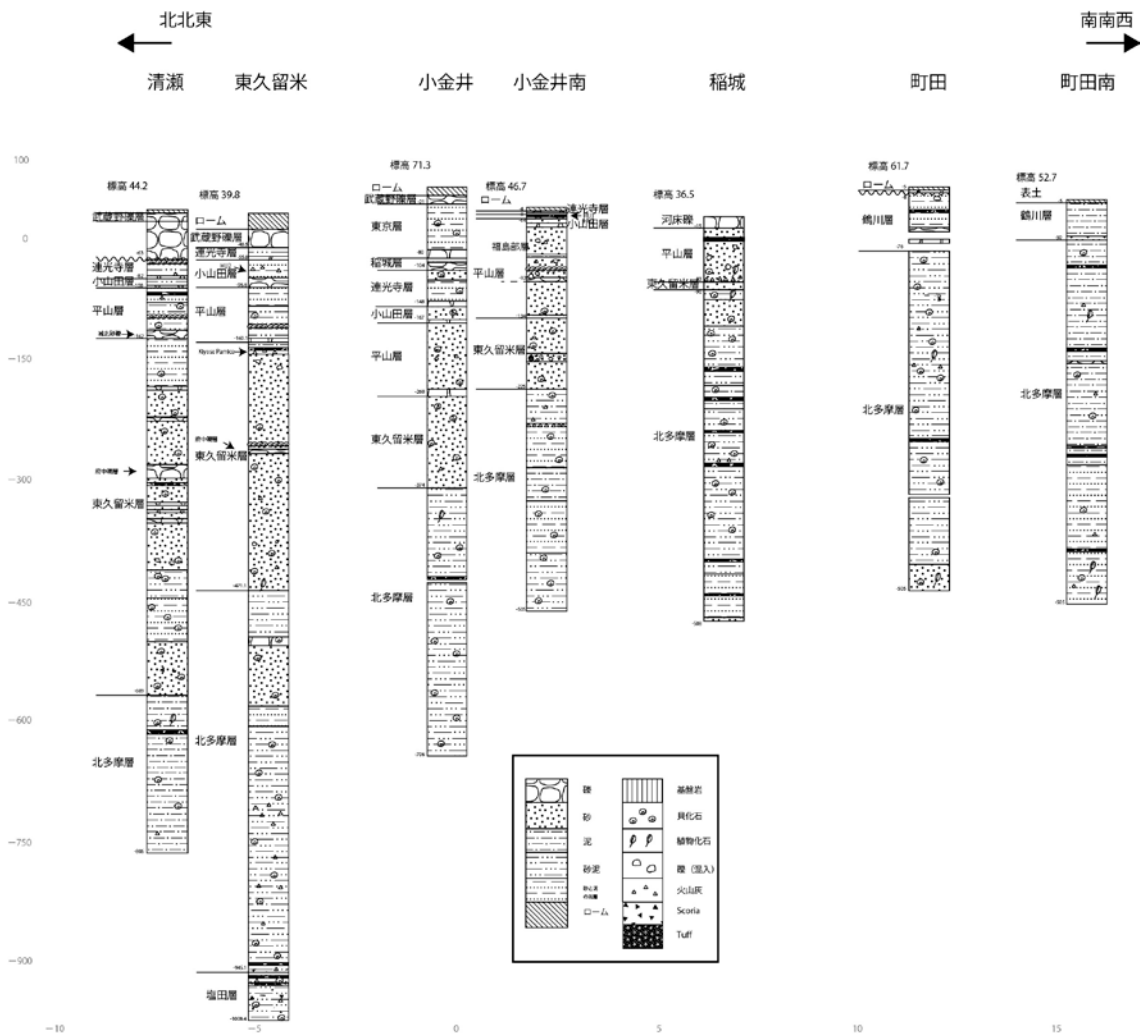 北北東
南南西
清瀬
東久留米
小金井
小金井南
稲城
町田
町田南
100
0
−150
−300
−450
−600
−750
−900
標高 44.2
武蔵野礫層
連光寺層
小山田層
平山層
東久留米層
北多摩層
標高 39.8
ローム
武蔵野礫層
連光寺層
小山田層
平山層
東久留米層
北多摩層
塩田層
標高 71.3
ローム
武蔵野礫層
東京層
稲城層
連光寺層
小山田層
平山層
東久留米層
北多摩層
標高 46.7
ローム
連光寺層
小山田層
福島部層
平山層
東久留米層
北多摩層
標高 36.5
河床礫
平山層
東久留米層
北多摩層
標高 61.7
ローム
鶴川層
北多摩層
標高 52.7
表土
鶴川層
北多摩層
礫
砂
泥
砂泥
ローム
基盤岩
貝化石
植物化石
礫（混入）
火山灰
Scoria
Tuff
−10
−5
0
5
10
15